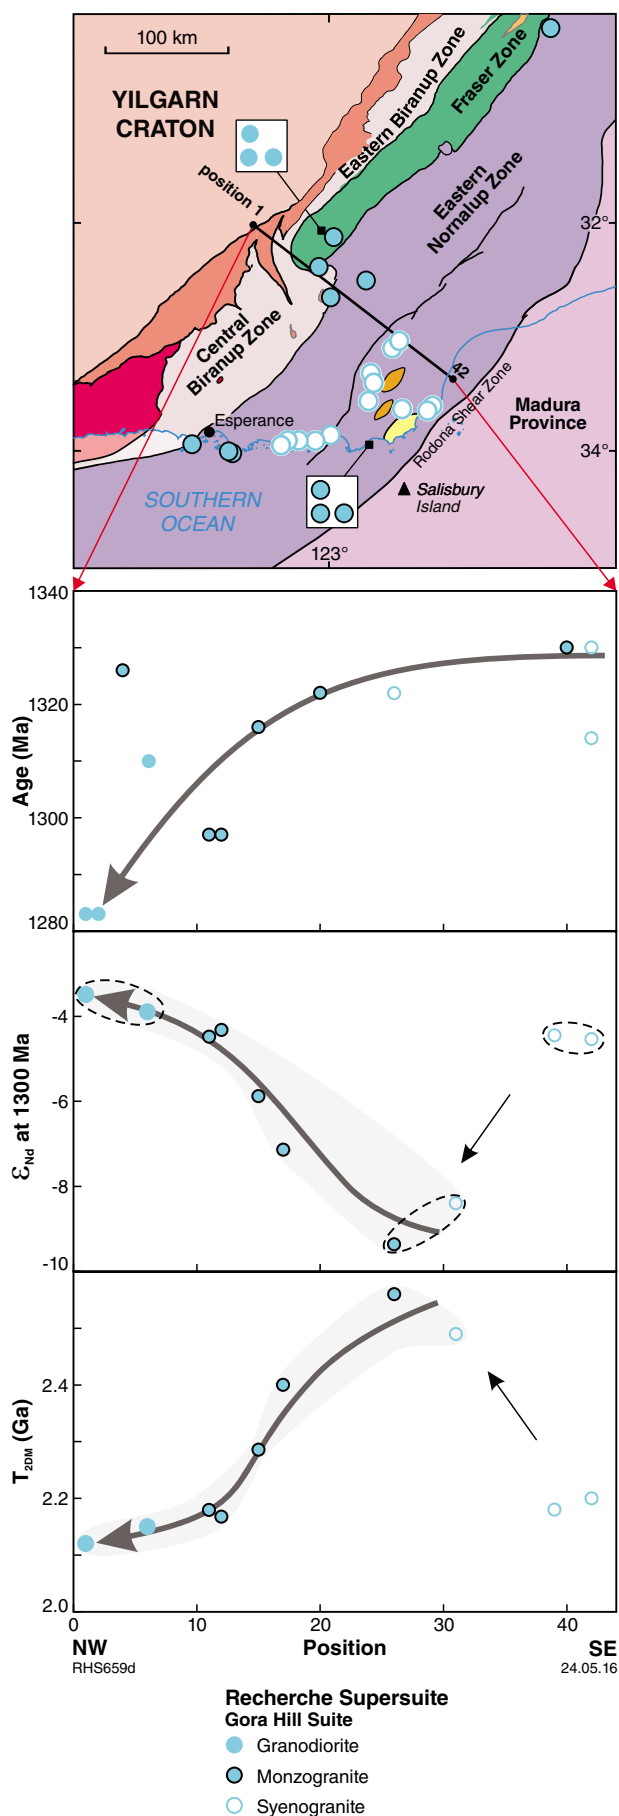 100 km
YILGARN
CRATON
Eastern Biranup Zone
Fraser Zone
position 1
Eastern
Nornalup Zone
32°
Central
Biranup Zone
42
Rodona Shear Zone
Madura
Province
Esperance
34°
SOUTHERN
OCEAN
Salisbury
Island
123°
1340
1320
1300
1280
Age (Ma)
-4
-6
-8
-10
εNd at 1300 Ma
2.4
2.2
2.0
T2DM (Ga)
0 10 20 30 40
NW Position SE
RHS659d 24.05.16
Recherche Supersuite
Gora Hill Suite
Granodiorite
Monzogranite
Syenogranite